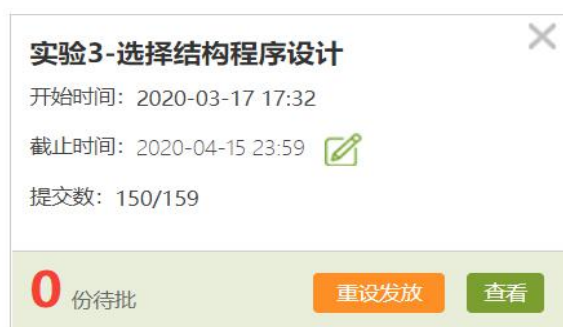 实验3-选择结构程序设计
开始时间：2020-03-17 17:32
截止时间：2020-04-15 23:59
提交数：150/159
0 份待批 重设发放 查看